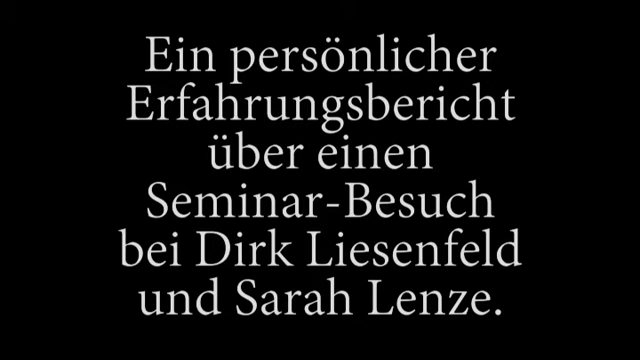 Ein persönlicher
Erfahrungsbericht
über einen
Seminar-Besuch
bei Dirk Liesenfeld
und Sarah Lenze.